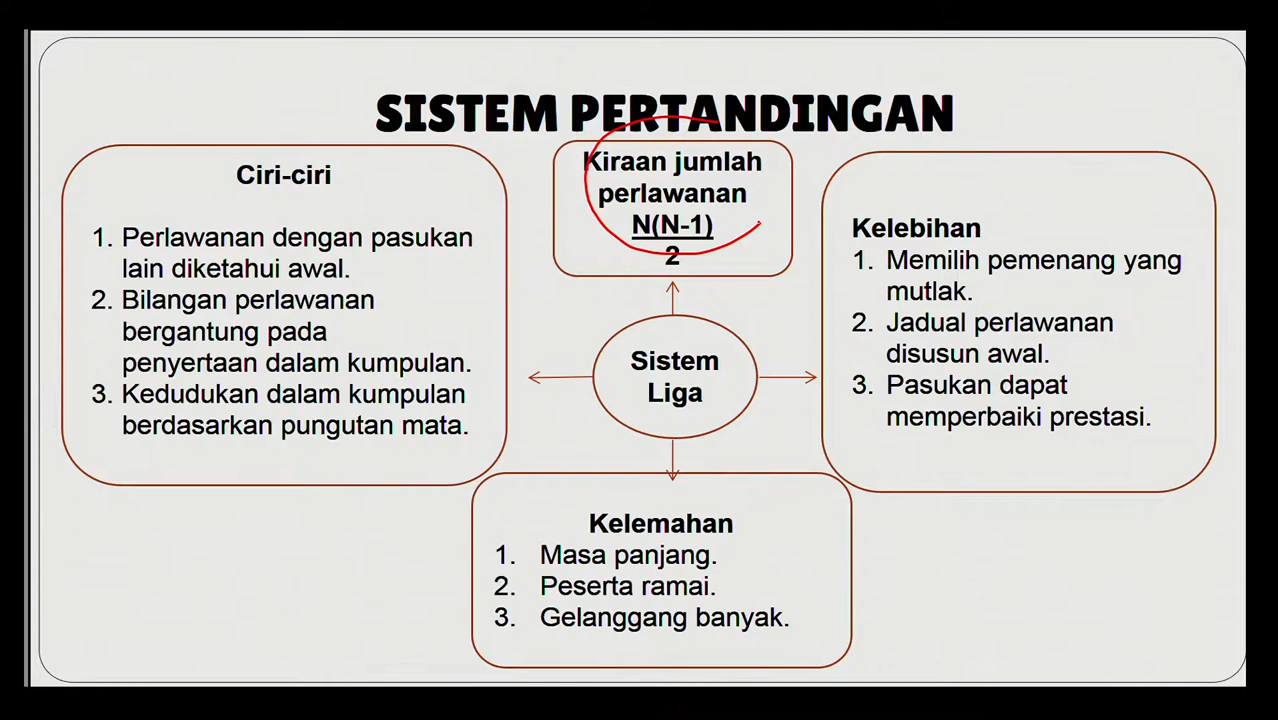 SISTEM PERTANDINGAN
Ciri-ciri
1. Perlawanan dengan pasukan
lain diketahui awal.
2. Bilangan perlawanan
bergantung pada
penyertaan dalam kumpulan.
3. Kedudukan dalam kumpulan
berdasarkan pungutan mata.
Kiraan jumlah
perlawanan
N(N-1)
2
Sistem
Liga
Kelebihan
1. Memilih pemenang yang
mutlak.
2. Jadual perlawanan
disusun awal.
3. Pasukan dapat
memperbaiki prestasi.
Kelemahan
1. Masa panjang.
2. Peserta ramai.
3. Gelanggang banyak.